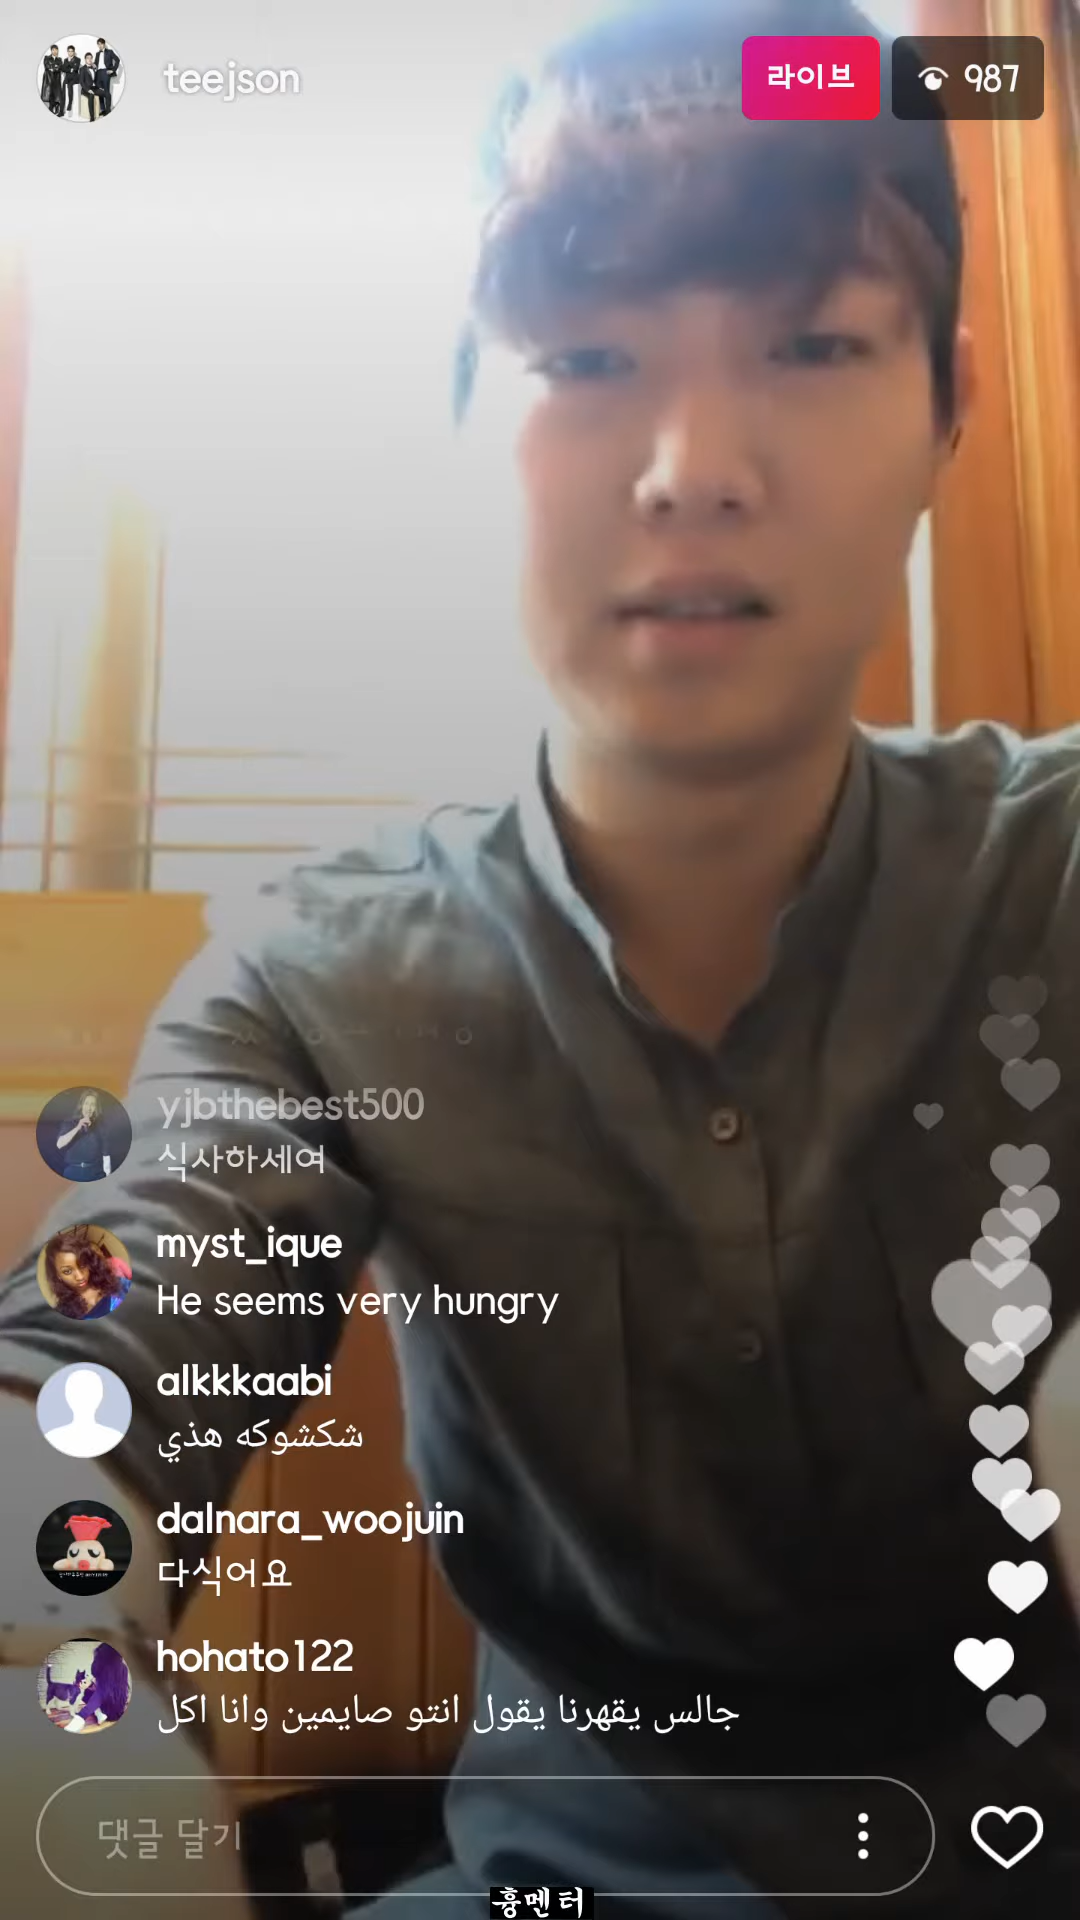 teejson
라이브 987
yjbthebest500
식사하세여
myst_ique
He seems very hungry
alkkkaabi
شكشوكه هذي
dalnara_woojuin
다식어요
hohato122
جالس يقهرنا يقول انتو صايمين وانا اكل
댓글 달기
흥멘터